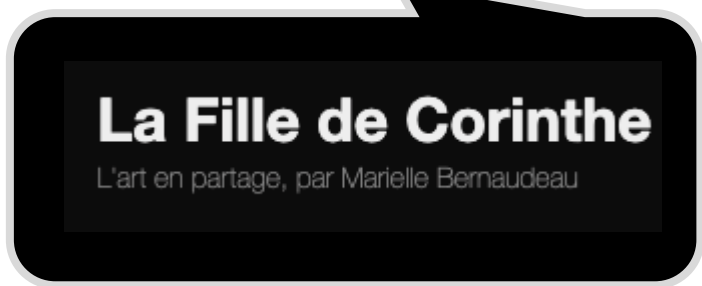 La Fille de Corinthe
L'art en partage, par Marielle Bernaudeau